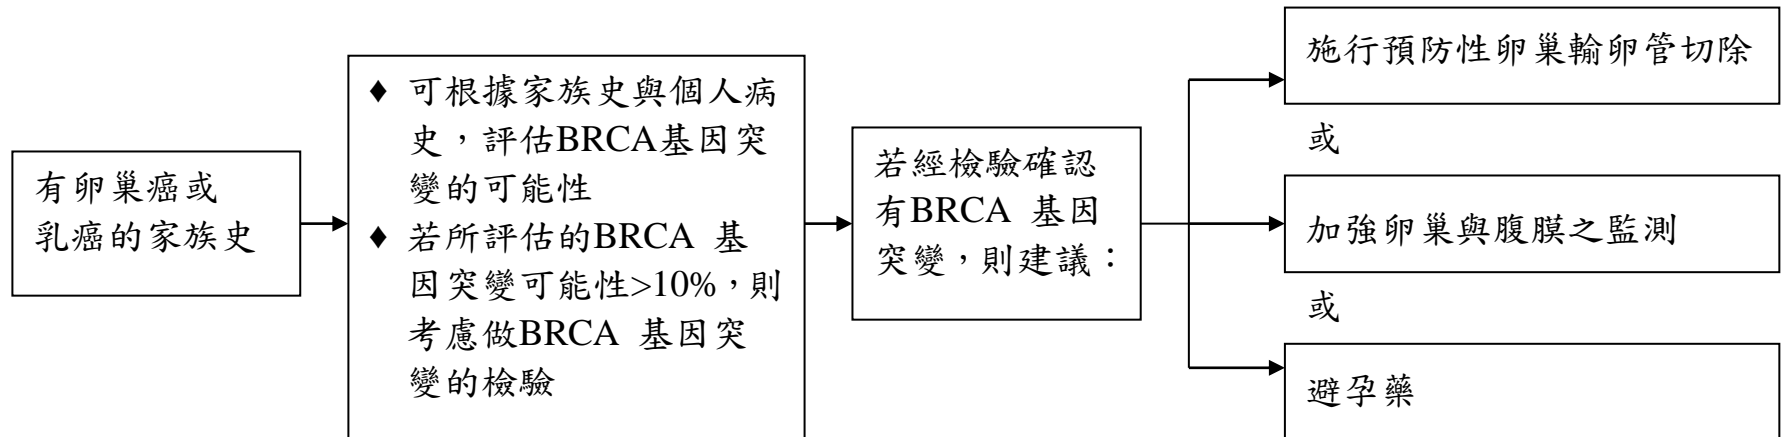 有卵巢癌或
乳癌的家族史
♦ 可根據家族史與個人病
史，評估BRCA基因突
變的可能性
♦ 若所評估的BRCA 基
因突變可能性>10%，則
考慮做BRCA 基因突
變的檢驗
若經檢驗確認
有BRCA 基因
突變，則建議：
施行預防性卵巢輸卵管切除
或
加強卵巢與腹膜之監測
或
避孕藥